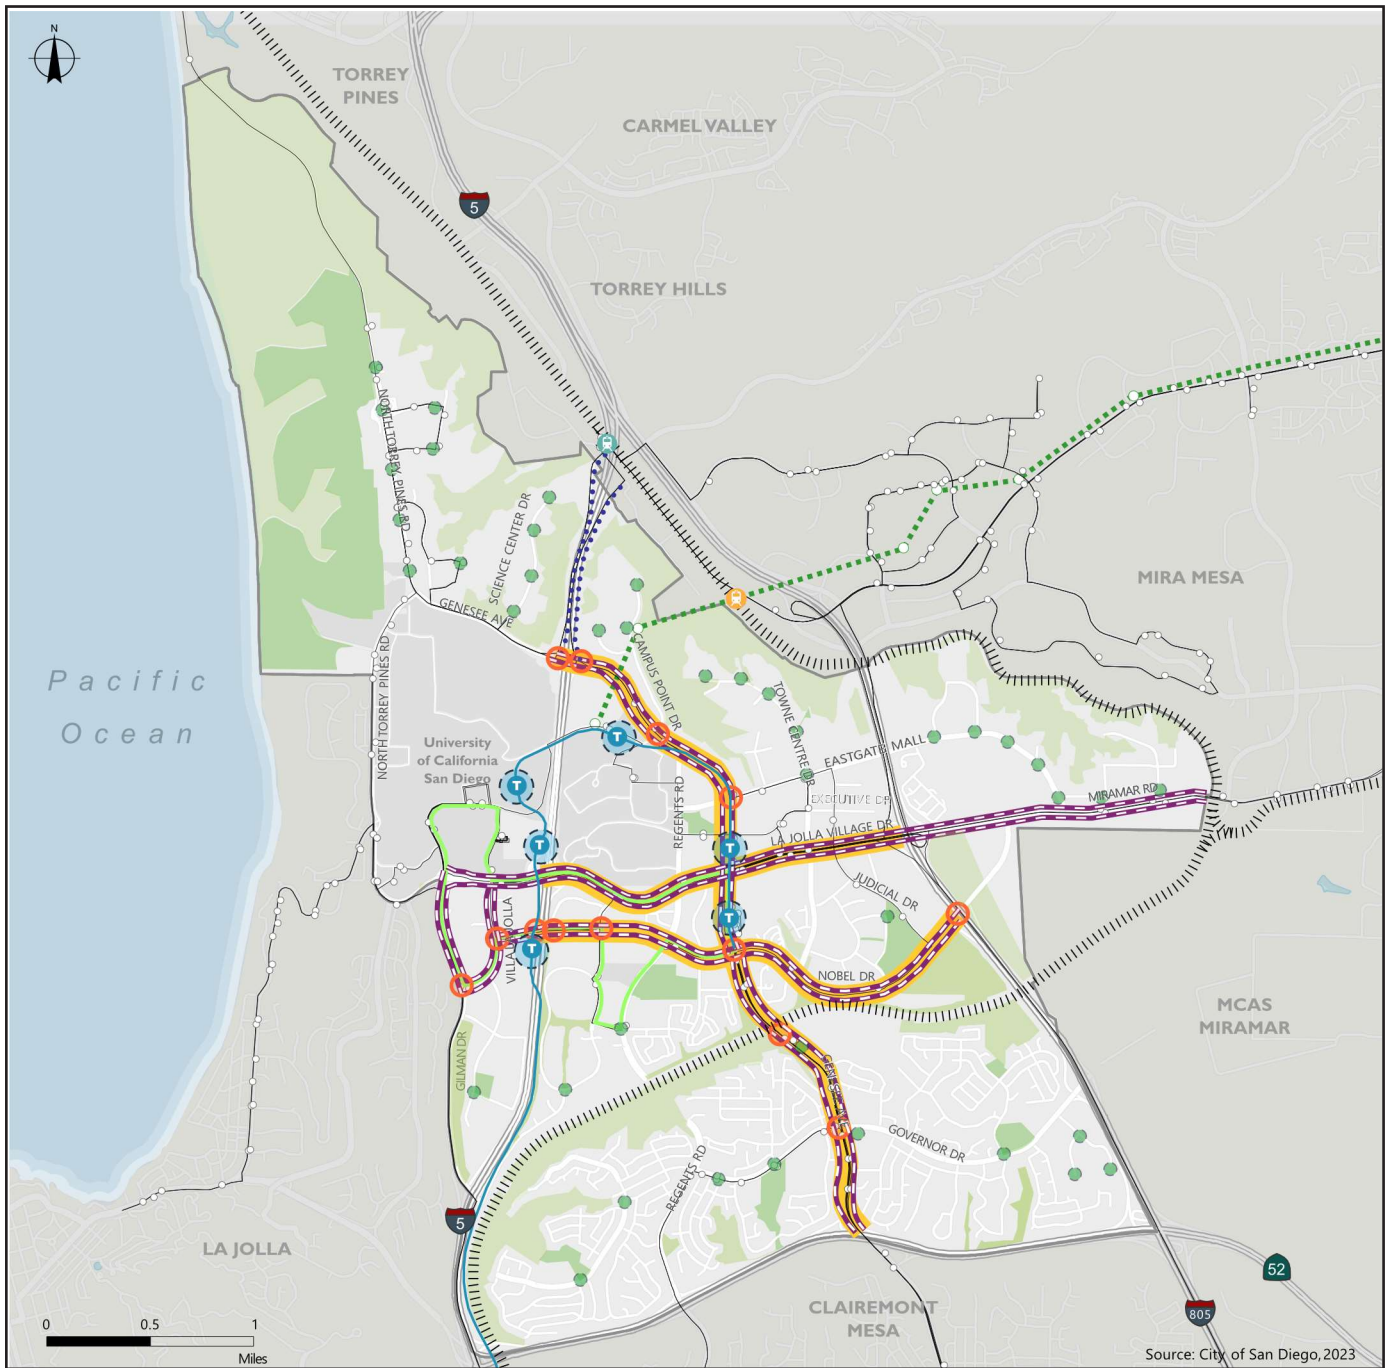 N
TORREY
PINES
CARMEL VALLEY
5
TORREY HILLS
NORTH TORREY PINES RD
SCIENCE CENTER DR
GENESEE AVE
MIRA MESA
CAMPUS POINT DR
NORTH TORREY PINES RD
Pacific
Ocean
TOWNE CENTRE DR
University
of California
San Diego
T
T
EASTGATE MALL
REGENTS RD
EXECUTIVE DR
MIRAMAR RD
LA JOLLA VILLAGE DR
T
T
JUDICIAL DR
VILLA LA JOLLA
T
T
NOBEL DR
MCAS
MIRAMAR
GILMAN DR
GENESEE AVE
GOVERNOR DR
REGENTS RD
5
LA JOLLA
52
CLAIREMONT
MESA
805
0 0.5 1
Miles
Source: City of San Diego, 2023